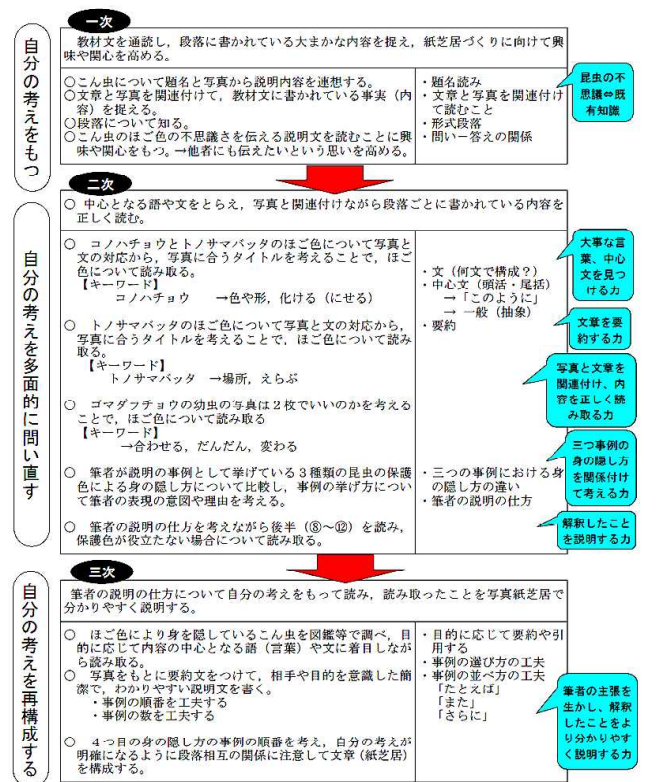 自分の考えをもつ
一次
教材文を通読し，段落に書かれている大まかな内容を捉え，紙芝居づくりに向けて興
味や関心を高める。
○こん虫について題名と写真から説明内容を連想する。
○文章と写真を関連付けて，教材文に書かれている事実（内
容）を捉える。
○段落について知る。
○こん虫のほご色の不思議さを伝える説明文を読むことに興
味や関心をもつ。→他者にも伝えたいという思いを高める。
・題名読み
・文章と写真を関連付け
て読むこと
・形式段落
・問い－答えの関係
昆虫の不
思議⇔既
有知識
自分の考えを多面的に問い直す
二次
○ 中心となる語や文をとらえ，写真と関連付けながら段落ごとに書かれている内容を
正しく読む。
○ コノハチョウとトノサマバッタのほご色について写真と
文の対応から，写真に合うタイトルを考えることで，ほご
色について読み取る。
【キーワード】
コノハチョウ →色や形，化ける（にせる）
○ トノサマバッタのほご色について写真と文の対応から，
写真に合うタイトルを考えることで，ほご色について読み
取る。
【キーワード】
トノサマバッタ →場所，えらぶ
○ ゴマダラチョウの幼虫の写真は２枚でいいのかを考える
ことで，ほご色について読み取る
【キーワード】
→合わせる，だんだん，変わる
○ 筆者が説明の事例として挙げている３種類の昆虫の保護
色による身の隠し方について比較し，事例の挙げ方につい
て筆者の表現の意図や理由を考える。
○ 筆者の説明の仕方を考えながら後半（⑧～⑫）を読み，
保護色が役立たない場合について読み取る。
・文（何文で構成？）
・中心文（頭括・尾括）
→「このように」
→ 一般（抽象）
・要約
・三つの事例における身
の隠し方の違い
・筆者の説明の仕方
大事な言
葉、中心
文を見つ
ける力
文章を要
約する力
写真と文章を
関連付け、内
容を正しく読
み取る力
三つ事例の
身の隠し方
を関係付け
て考える力
解釈したこと
を説明する力
自分の考えを再構成する
三次
筆者の説明の仕方について自分の考えをもって読み，読み取ったことを写真紙芝居で
分かりやすく説明する。
○ ほご色により身を隠しているこん虫を図鑑等で調べ，目
的に応じて内容の中心となる語（言葉）や文に着目しなが
ら読み取る。
○ 写真をもとに要約文をつけて，相手や目的を意識した簡
潔で，わかりやすい説明文を書く。
・事例の順番を工夫する
・事例の数を工夫する
○ ４つ目の身の隠し方の事例の順番を考え，自分の考えが
明確になるように段落相互の関係に注意して文章（紙芝居）
を構成する。
・目的に応じて要約や引
用する
・事例の選び方の工夫
・事例の並べ方の工夫
「たとえば」
「また」
「さらに」
筆者の主張を
生かし、解釈
したことをよ
り分かりやす
く説明する力